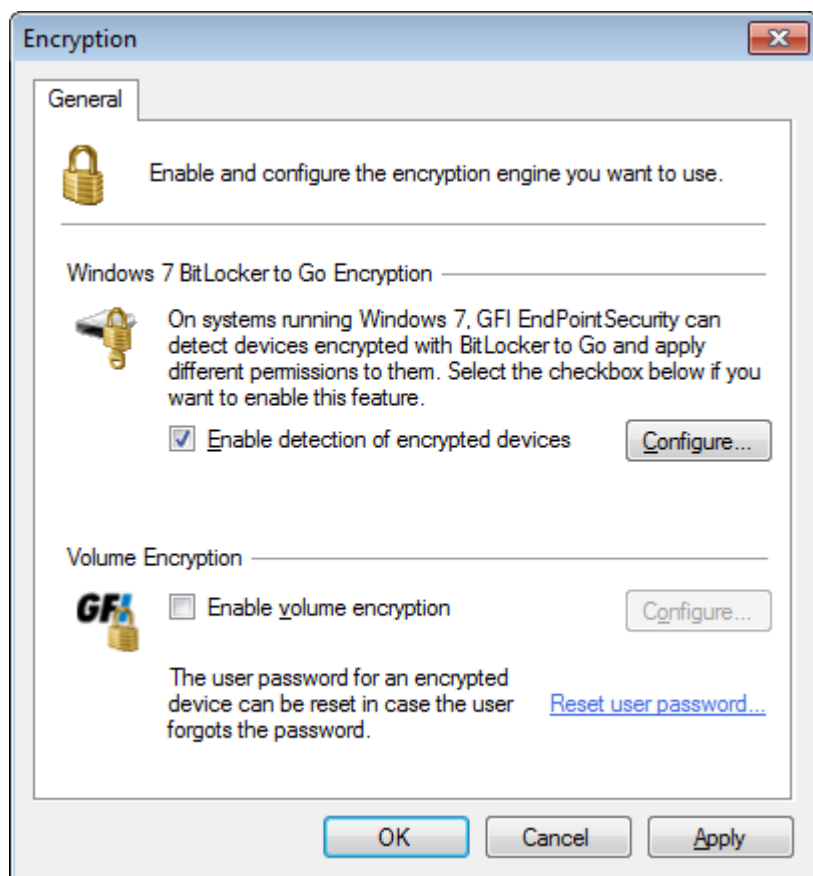 Encryption
General
Enable and configure the encryption engine you want to use.
Windows 7 BitLocker to Go Encryption
On systems running Windows 7, GFI EndPointSecurity can
detect devices encrypted with BitLocker to Go and apply
different permissions to them. Select the checkbox below if you
want to enable this feature.
Enable detection of encrypted devices Configure...
Volume Encryption
GFI Enable volume encryption Configure...
The user password for an encrypted
device can be reset in case the user Reset user password...
forgots the password.
OK Cancel Apply